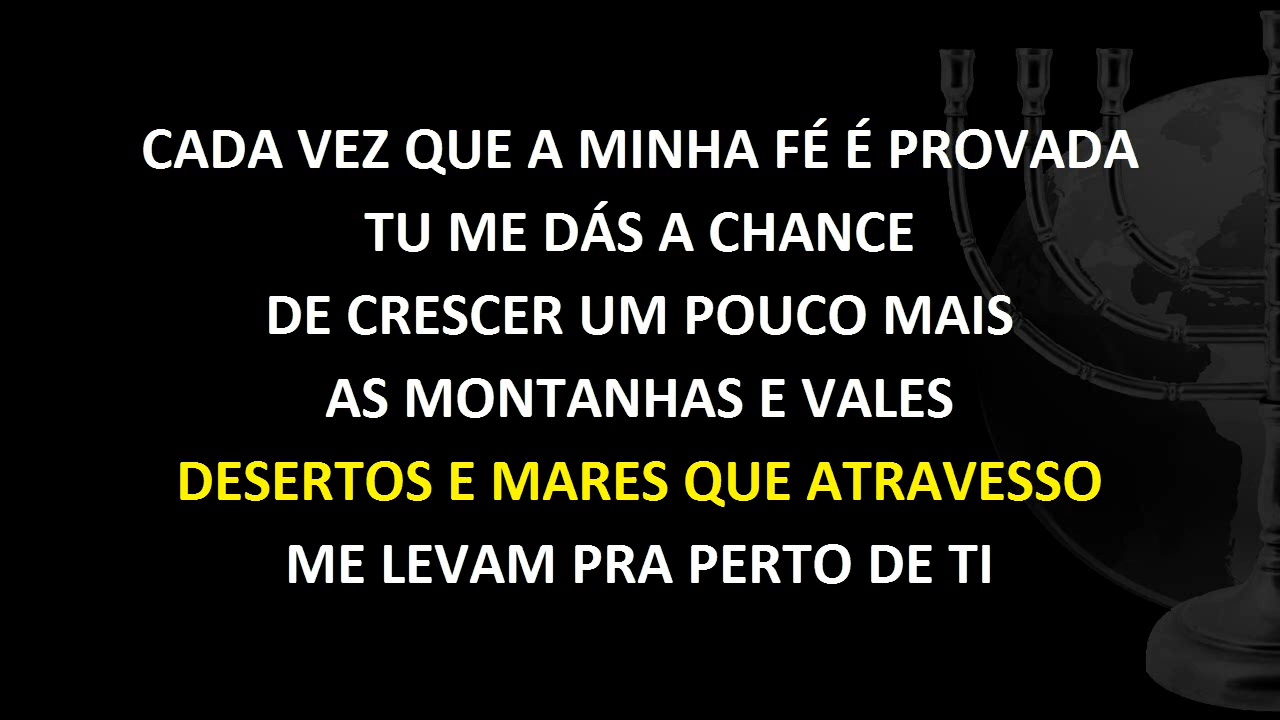 CADA VEZ QUE A MINHA FÉ É PROVADA
TU ME DÁS A CHANCE
DE CRESCER UM POUCO MAIS
AS MONTANHAS E VALES
DESERTOS E MARES QUE ATRAVESSO
ME LEVAM PRA PERTO DE TI